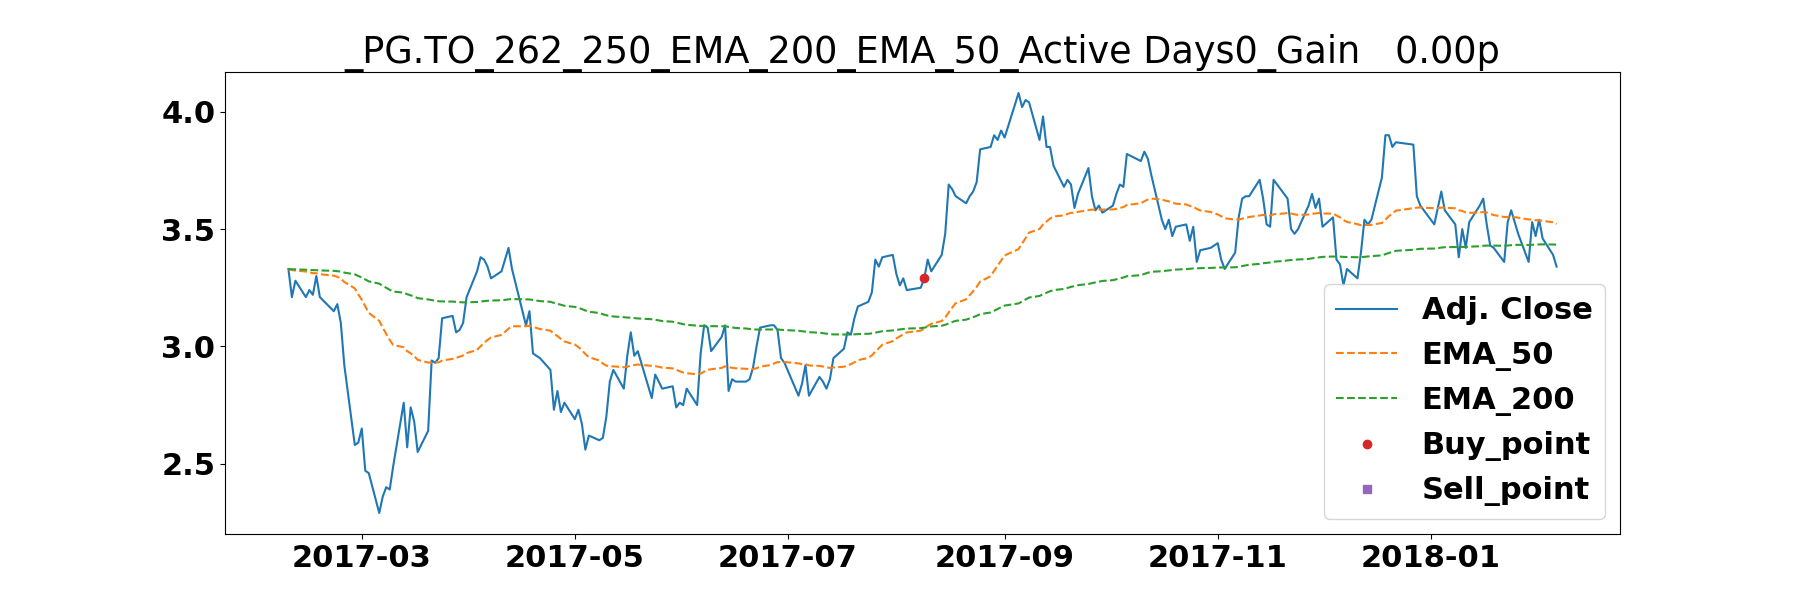 _PG.TO_262_250_EMA_200_EMA_50_Active Days0_Gain   0.00p
4.0
3.5
3.0
2.5
2017-03 2017-05 2017-07 2017-09 2017-11 2018-01
Adj. Close
EMA_50
EMA_200
Buy_point
Sell_point